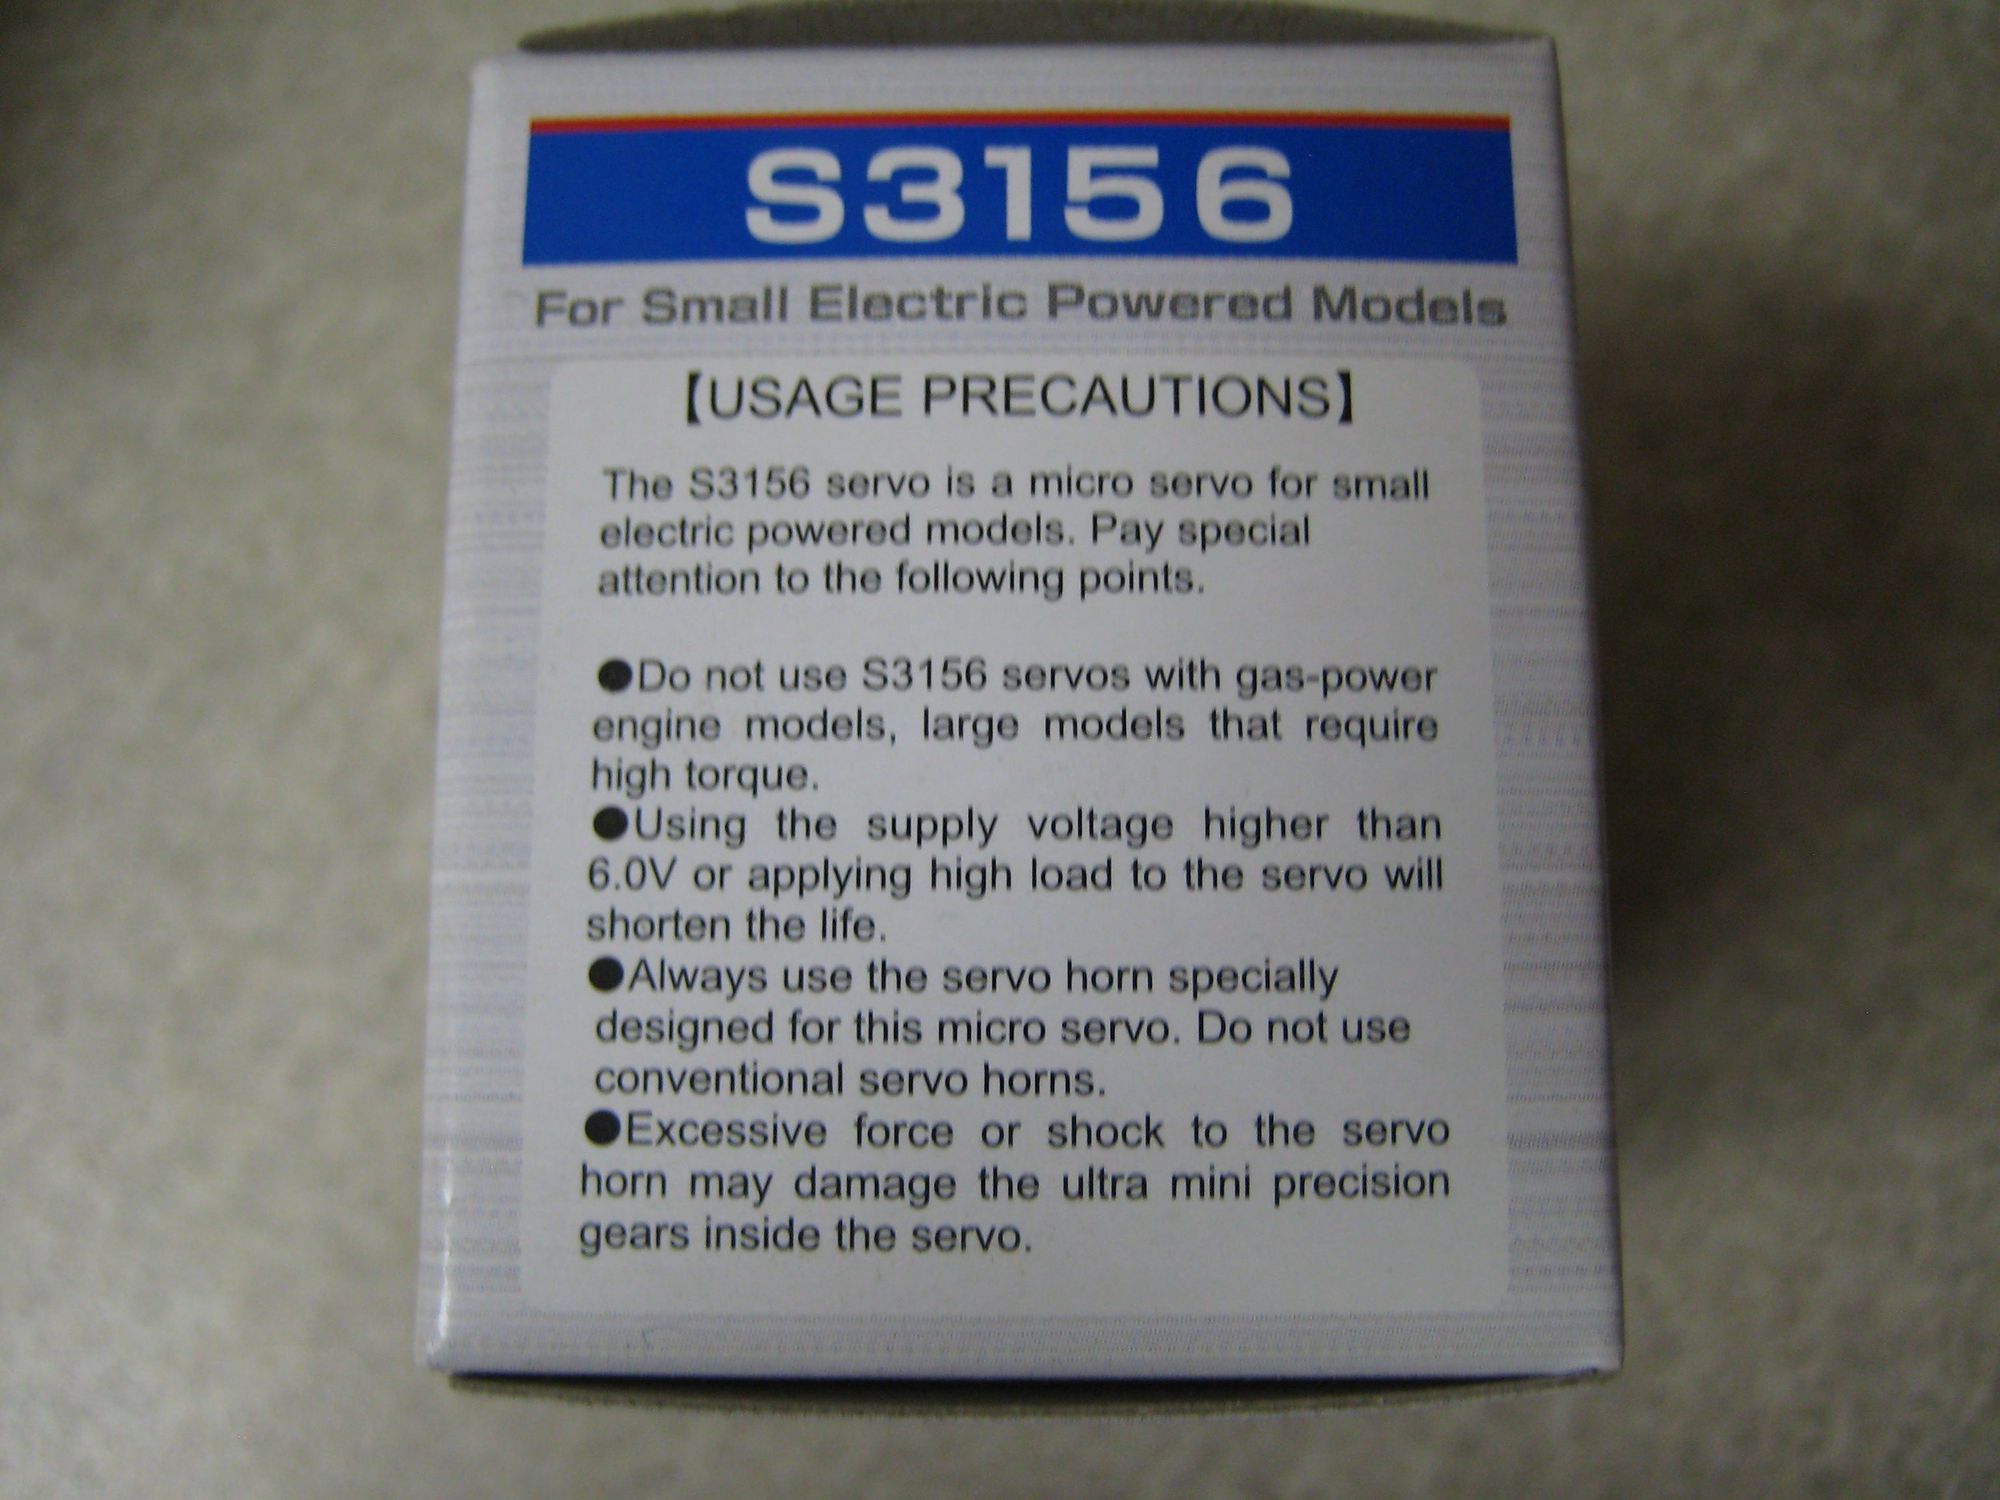 S3156
For Small Electric Powered Models
【USAGE PRECAUTIONS】
The S3156 servo is a micro servo for small
electric powered models. Pay special
attention to the following points.
●Do not use S3156 servos with gas-power
engine models, large models that require
high torque.
●Using the supply voltage higher than
6.0V or applying high load to the servo will
shorten the life.
●Always use the servo horn specially
designed for this micro servo. Do not use
conventional servo horns.
●Excessive force or shock to the servo
horn may damage the ultra mini precision
gears inside the servo.